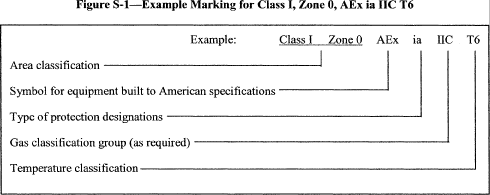 Figure S-1—Example Marking for Class I, Zone 0, AEx ia IIC T6
Example: Class I Zone 0 AEx ia IIC T6
Area classification
Symbol for equipment built to American specifications
Type of protection designations
Gas classification group (as required)
Temperature classification